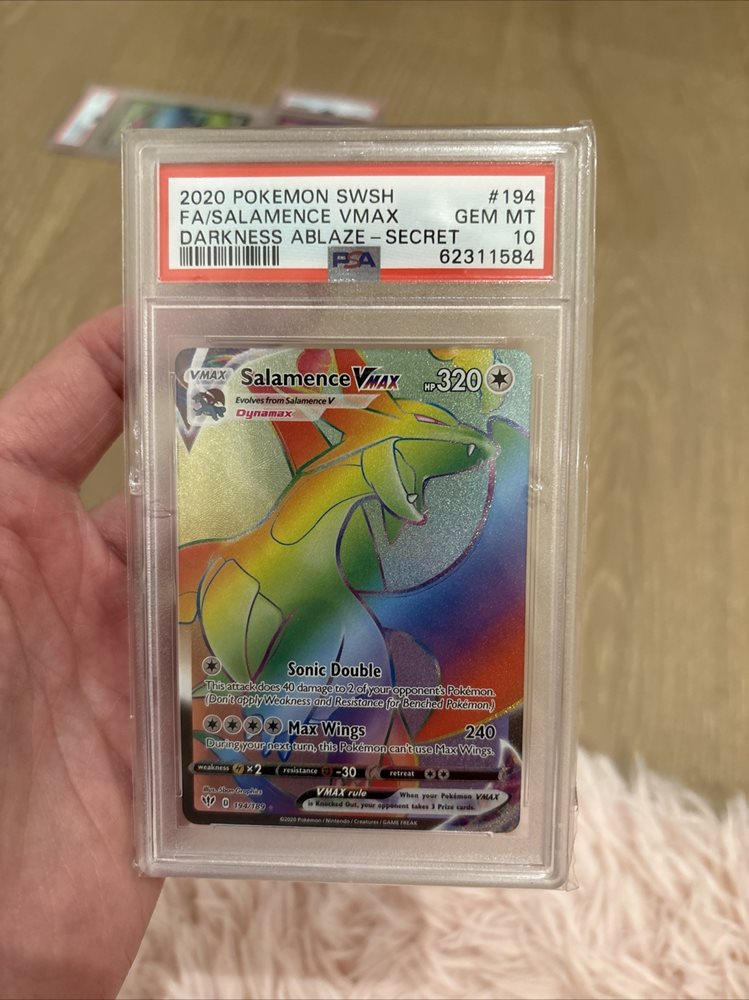 2020 POKEMON SWSH #194
FA/SALAMENCE VMAX GEM MT
DARKNESS ABLAZE-SECRET 10
PSA 62311584
VMAX Salamence VMAX HP 320
Evolves from Salamence V
Dynamax
Sonic Double
This attack does 40 damage to 2 of your opponent's Pokémon.
(Don't apply Weakness and Resistance for Benched Pokémon.)
Max Wings 240
During your next turn, this Pokémon can't use Max Wings.
weakness ×2 resistance -30 retreat
Illus. 5ban Graphics
VMAX rule When your Pokémon VMAX
is Knocked Out, your opponent takes 3 Prize cards.
D 194/189
©2020 Pokémon / Nintendo / Creatures / GAME FREAK